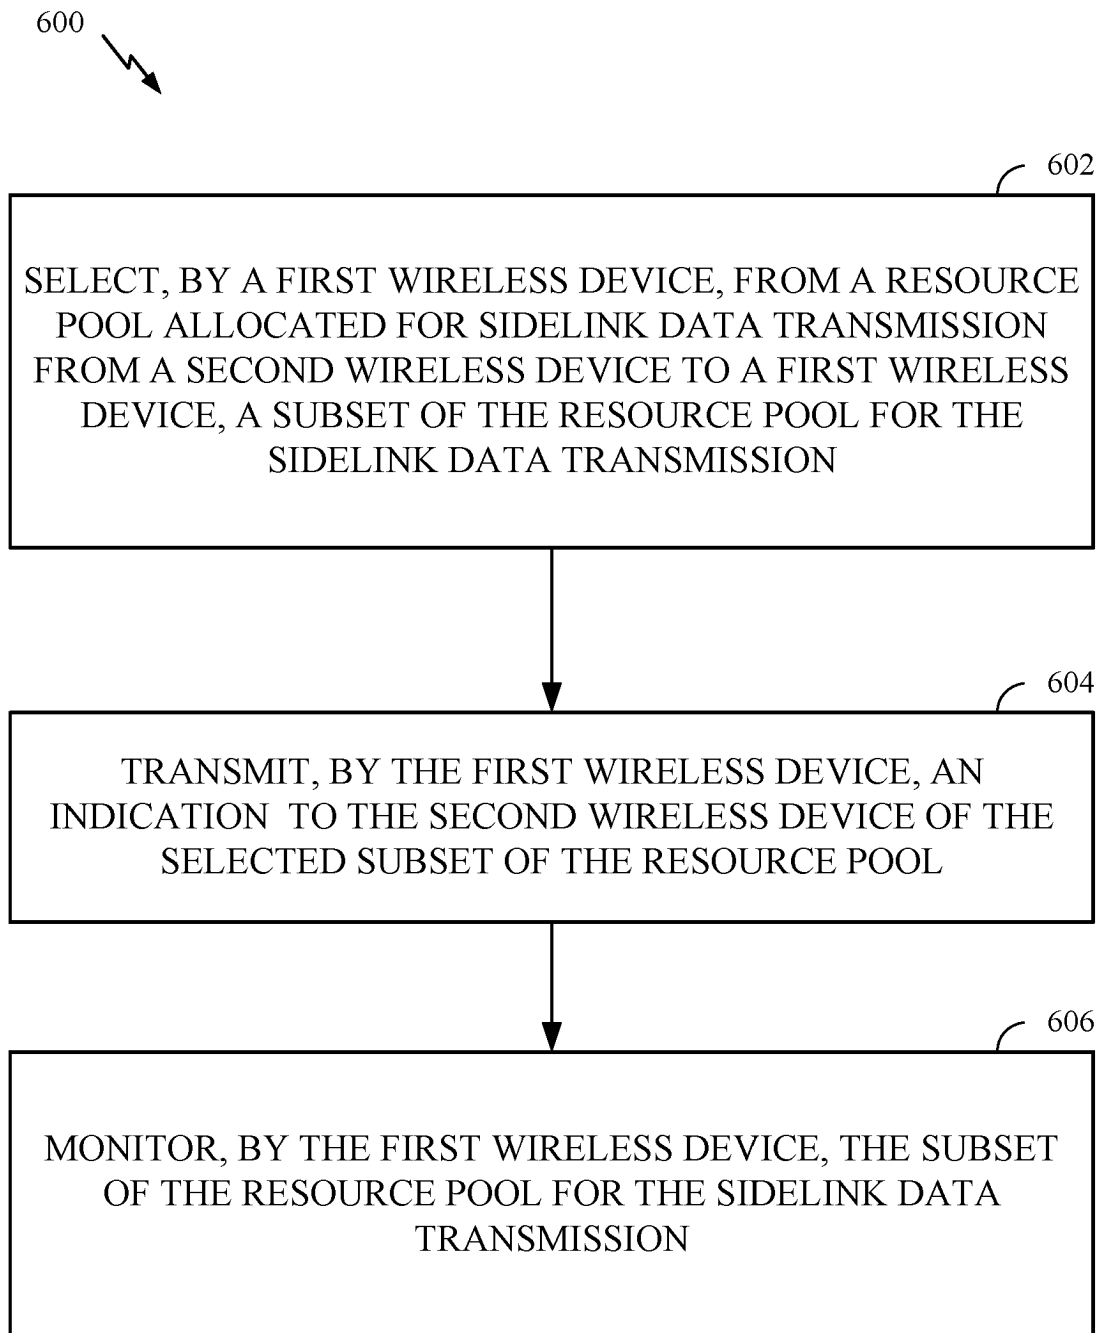 600
602
SELECT, BY A FIRST WIRELESS DEVICE, FROM A RESOURCE
POOL ALLOCATED FOR SIDELINK DATA TRANSMISSION
FROM A SECOND WIRELESS DEVICE TO A FIRST WIRELESS
DEVICE, A SUBSET OF THE RESOURCE POOL FOR THE
SIDELINK DATA TRANSMISSION
604
TRANSMIT, BY THE FIRST WIRELESS DEVICE, AN
INDICATION  TO THE SECOND WIRELESS DEVICE OF THE
SELECTED SUBSET OF THE RESOURCE POOL
606
MONITOR, BY THE FIRST WIRELESS DEVICE, THE SUBSET
OF THE RESOURCE POOL FOR THE SIDELINK DATA
TRANSMISSION